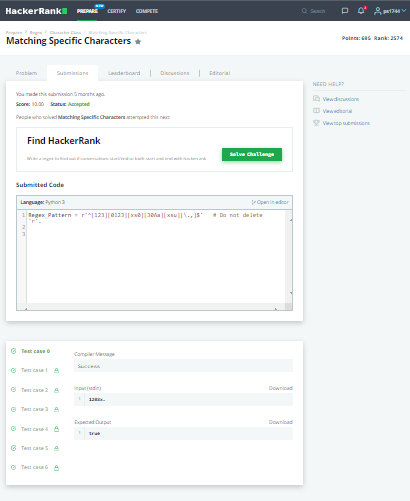 HackerRank
PREPARE
NEW
CERTIFY
COMPETE
Search
Prepare > Regex > Character Class > Matching Specific Characters
Matching Specific Characters
Points: 605 Rank: 2574
Problem
Submissions
Leaderboard
Discussions
Editorial
You made this submission 5 months ago.
Score: 10.00 Status: Accepted
People who solved Matching Specific Characters attempted this next:
Find HackerRank
Write a regex to find out if conversations start/end or both start and end with hackerrank
Solve Challenge
NEED HELP?
View discussions
View editorial
View top submissions
Submitted Code
Language: Python 3
Open in editor
1 Regex_Pattern = r'^[123][0123][xs0][30Aa][xsu][\.,]$' # Do not delete
'r'.
2
3
Test case 0
Test case 1
Test case 2
Test case 3
Test case 4
Test case 5
Test case 6
Compiler Message
Success
Input (stdin)
Download
1 1203x.
Expected Output
Download
1 true